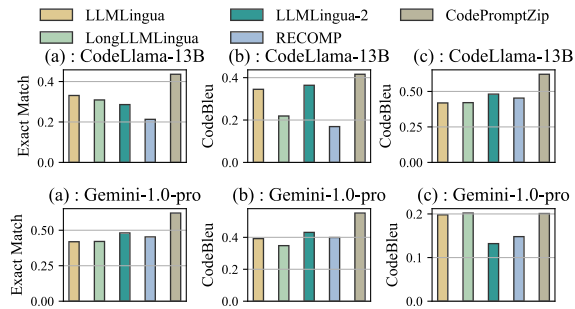 LLMLingua LLMLingua-2 CodePromptZip
LongLLMLingua RECOMP
(a) : CodeLlama-13B (b) : CodeLlama-13B (c) : CodeLlama-13B
Exact Match
0.4
0.2
0.0
CodeBleu
0.4
0.2
0.0
CodeBleu
0.50
0.25
0.00
(a) : Gemini-1.0-pro (b) : Gemini-1.0-pro (c) : Gemini-1.0-pro
Exact Match
0.50
0.25
0.00
CodeBleu
0.4
0.2
0.0
CodeBleu
0.2
0.1
0.0